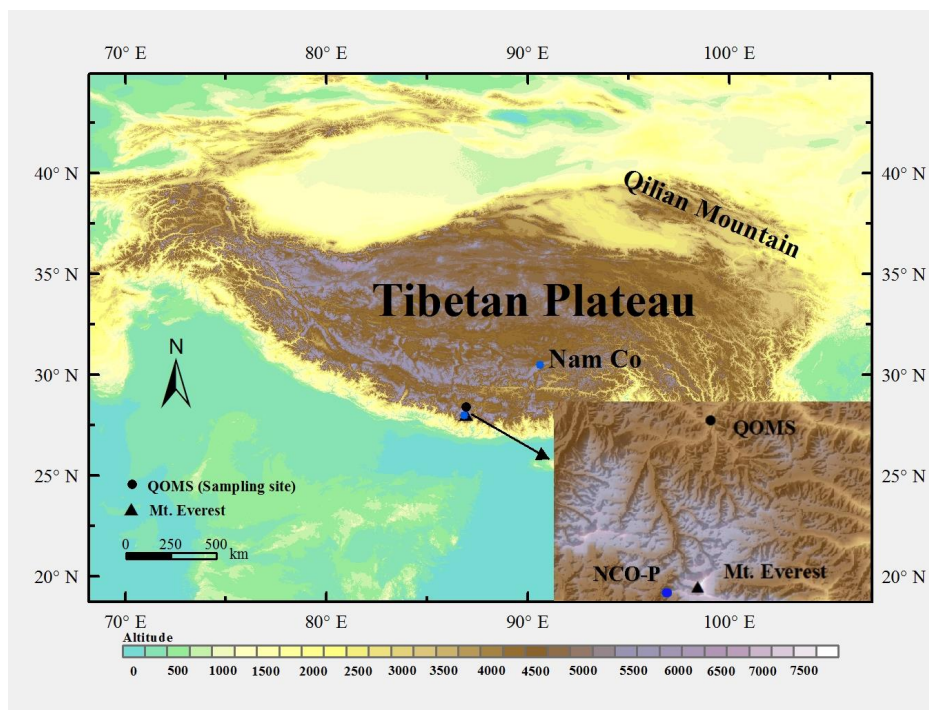 70° E 80° E 90° E 100° E
40° N 40° N
Qilian Mountain
35° N 35° N
Tibetan Plateau
N
Nam Co
30° N 30° N
QOMS
25° N 25° N
QOMS (Sampling site)
Mt. Everest
0 250 500
km
NCO-P Mt. Everest
20° N 20° N
70° E 80° E 90° E 100° E
Altitude
0 500 1000 1500 2000 2500 3000 3500 4000 4500 5000 5500 6000 6500 7000 7500